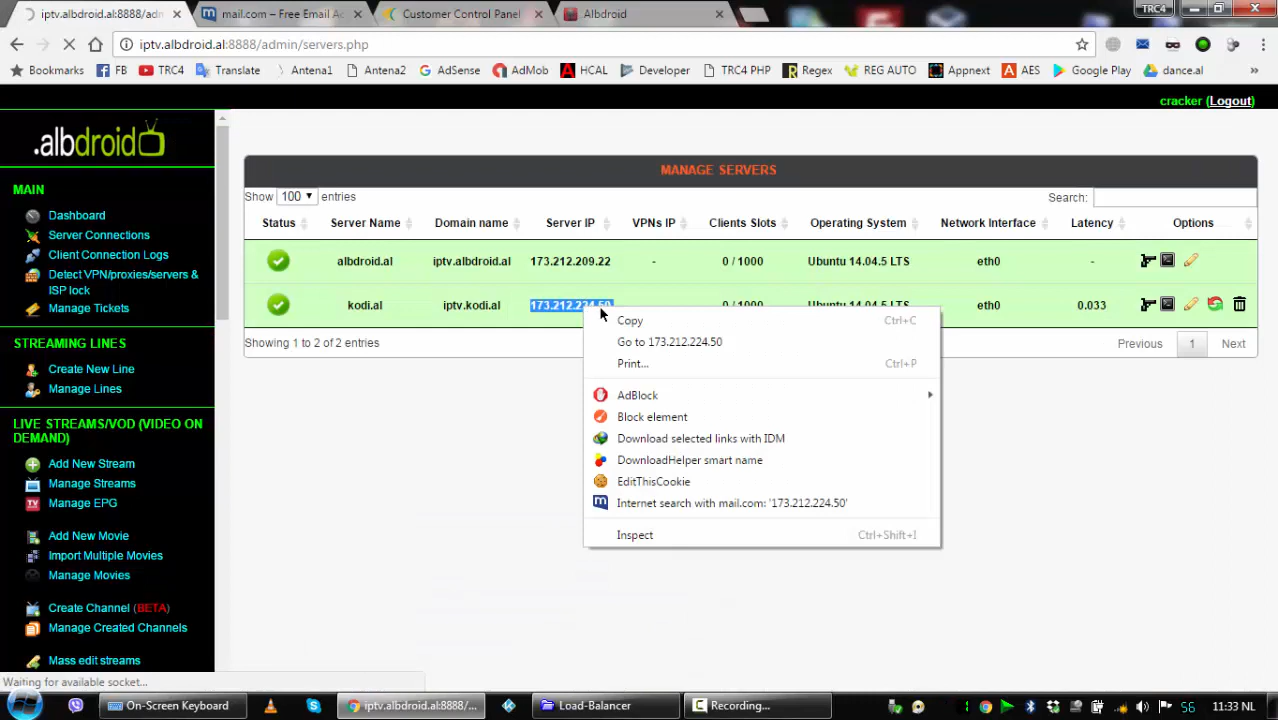 iptv.albdroid.al:8888/adm
mail.com – Free Email Ad
Customer Control Panel
Albdroid
TRC4
iptv.albdroid.al:8888/admin/servers.php
Bookmarks
FB
TRC4
Translate
Antena1
Antena2
AdSense
AdMob
HCAL
Developer
TRC4 PHP
Regex
REG AUTO
Appnext
AES
Google Play
dance.al
»
cracker (Logout)
.albdroid
MAIN
Dashboard
Server Connections
Client Connection Logs
Detect VPN/proxies/servers &
ISP lock
Manage Tickets
STREAMING LINES
Create New Line
Manage Lines
LIVE STREAMS/VOD (VIDEO ON
DEMAND)
Add New Stream
Manage Streams
Manage EPG
Add New Movie
Import Multiple Movies
Manage Movies
Create Channel (BETA)
Manage Created Channels
Mass edit streams
MANAGE SERVERS
Show 100 entries
Search:
Status Server Name Domain name Server IP VPNs IP Clients Slots Operating System Network Interface Latency Options
albdroid.al iptv.albdroid.al 173.212.209.22 - 0 / 1000 Ubuntu 14.04.5 LTS eth0 -
kodi.al iptv.kodi.al 173.212.224.50 0 / 1000 Ubuntu 14.04.5 LTS eth0 0.033
Showing 1 to 2 of 2 entries
Previous 1 Next
Copy Ctrl+C
Go to 173.212.224.50
Print... Ctrl+P
AdBlock
Block element
Download selected links with IDM
DownloadHelper smart name
EditThisCookie
Internet search with mail.com: '173.212.224.50'
Inspect Ctrl+Shift+I
Waiting for available socket...
On-Screen Keyboard
iptv.albdroid.al:8888/...
Load-Balancer
Recording...
56
11:33 NL